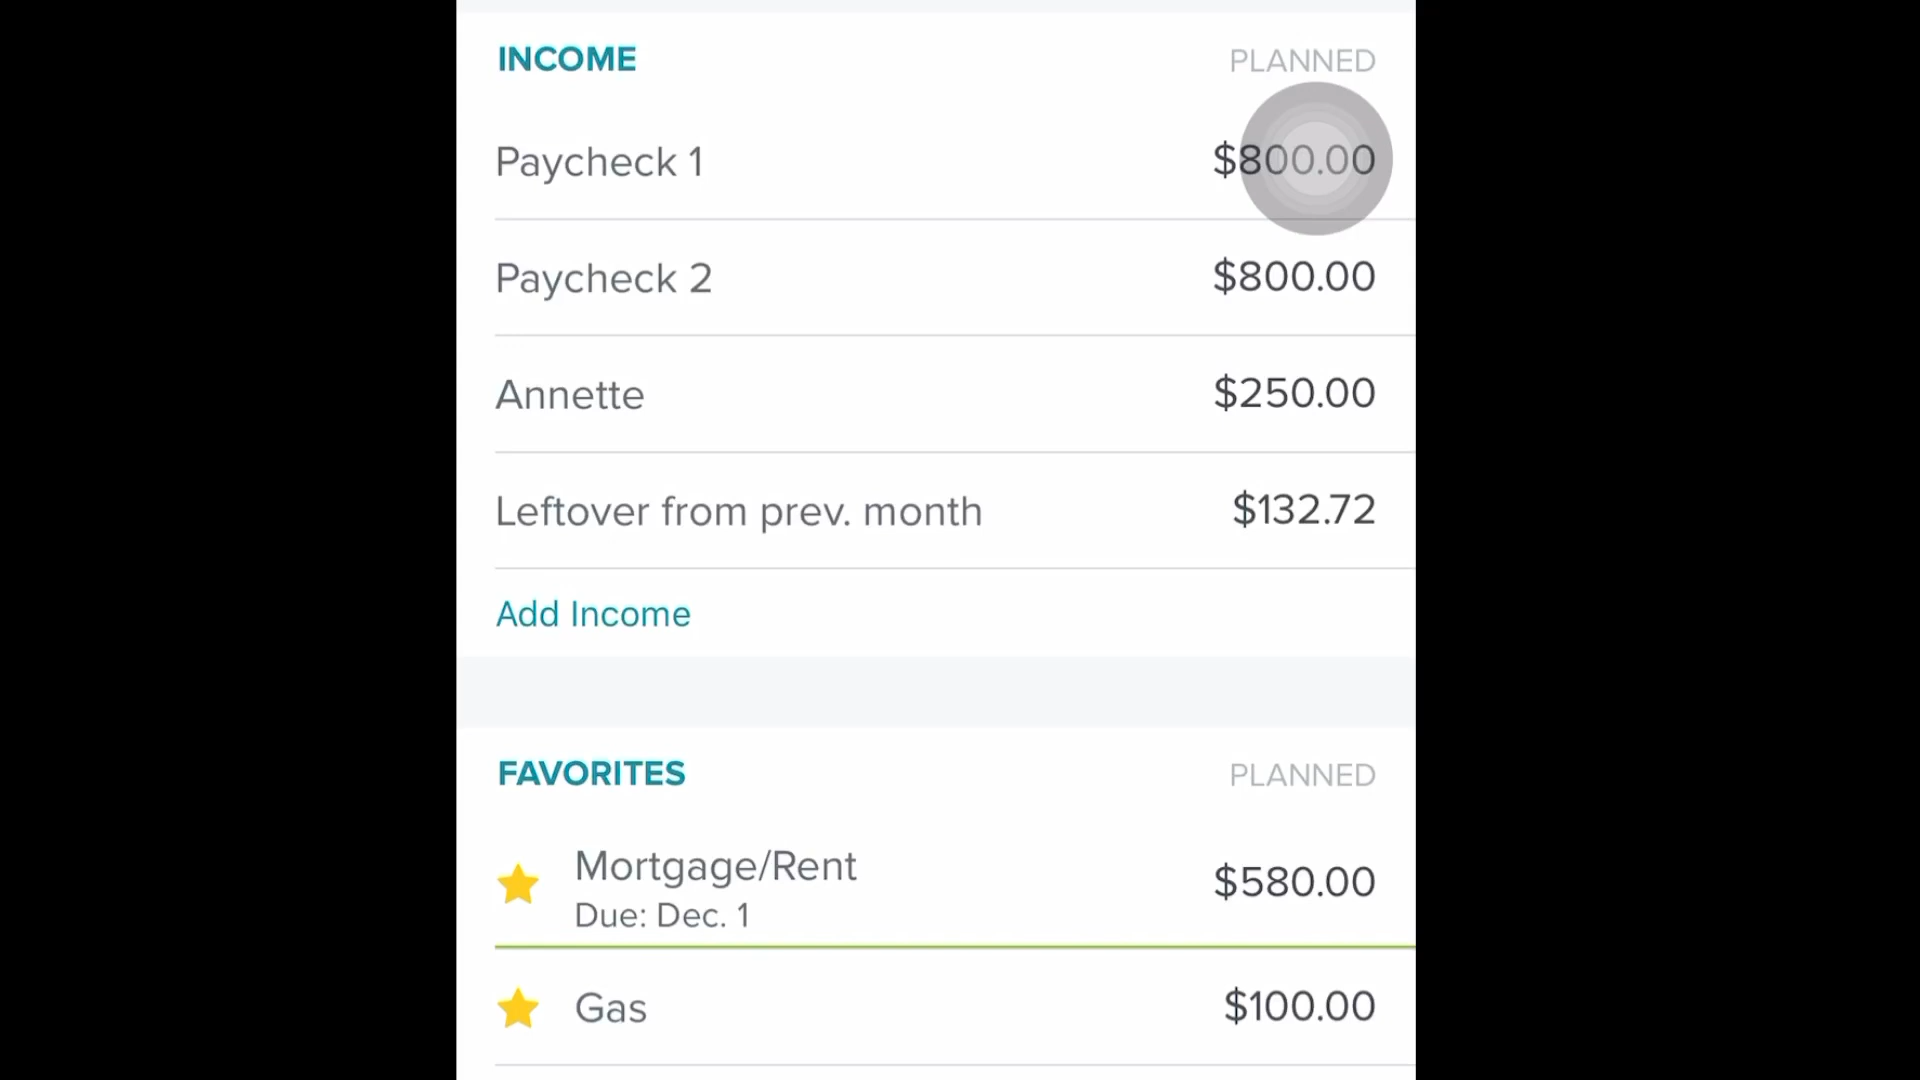 INCOME PLANNED
Paycheck 1 $800.00
Paycheck 2 $800.00
Annette $250.00
Leftover from prev. month $132.72
Add Income
FAVORITES PLANNED
Mortgage/Rent $580.00
Due: Dec. 1
Gas $100.00